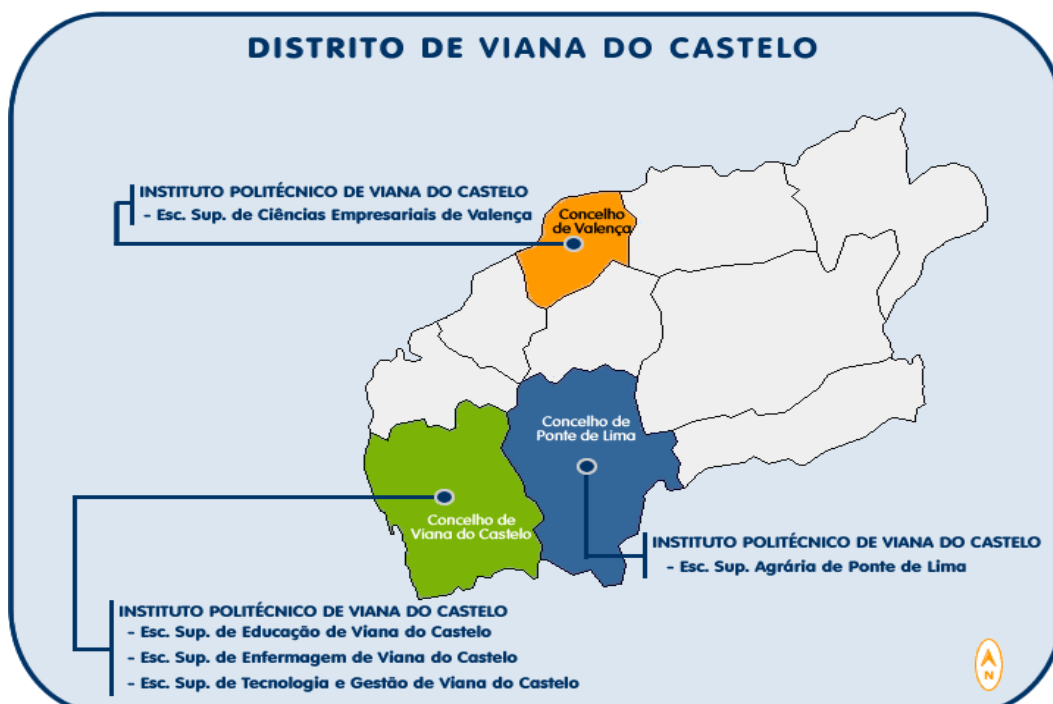 DISTRITO DE VIANA DO CASTELO
INSTITUTO POLITÉCNICO DE VIANA DO CASTELO
- Esc. Sup. de Ciências Empresariais de Valença
Concelho
de Valença
Concelho de
Ponte de Lima
Concelho de
Viana do Castelo
INSTITUTO POLITÉCNICO DE VIANA DO CASTELO
- Esc. Sup. Agrária de Ponte de Lima
INSTITUTO POLITÉCNICO DE VIANA DO CASTELO
- Esc. Sup. de Educação de Viana do Castelo
- Esc. Sup. de Enfermagem de Viana do Castelo
- Esc. Sup. de Tecnologia e Gestão de Viana do Castelo
N